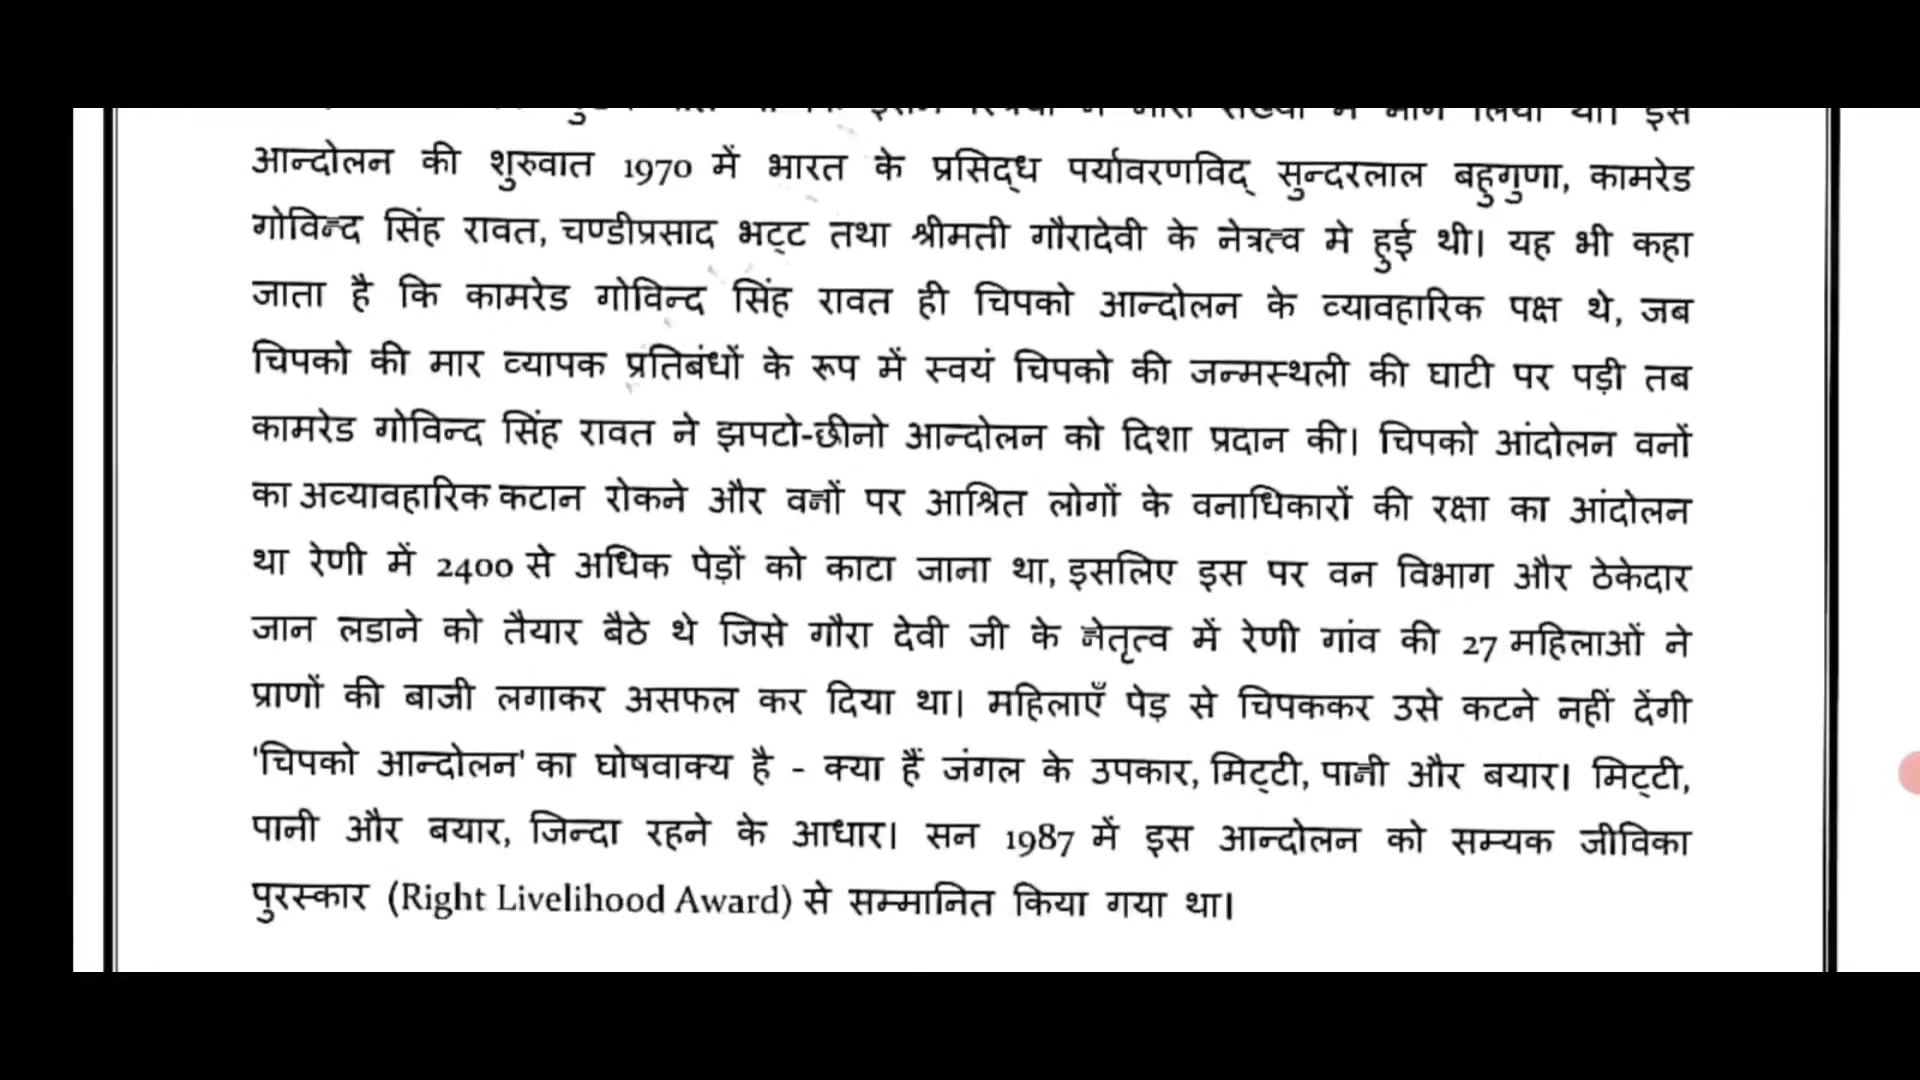 इस
आन्दोलन की शुरुवात 1970 में भारत के प्रसिद्ध पर्यावरणविद् सुन्दरलाल बहुगुणा, कामरेड
गोविन्द सिंह रावत, चण्डीप्रसाद भट्ट तथा श्रीमती गौरादेवी के नेत्रत्व मे हुई थी। यह भी कहा
जाता है कि कामरेड गोविन्द सिंह रावत ही चिपको आन्दोलन के व्यावहारिक पक्ष थे, जब
चिपको की मार व्यापक प्रतिबंधों के रूप में स्वयं चिपको की जन्मस्थली की घाटी पर पड़ी तब
कामरेड गोविन्द सिंह रावत ने झपटो-छीनो आन्दोलन को दिशा प्रदान की। चिपको आंदोलन वनों
का अव्यावहारिक कटान रोकने और वनों पर आश्रित लोगों के वनाधिकारों की रक्षा का आंदोलन
था रेणी में 2400 से अधिक पेड़ों को काटा जाना था, इसलिए इस पर वन विभाग और ठेकेदार
जान लडाने को तैयार बैठे थे जिसे गौरा देवी जी के नेतृत्व में रेणी गांव की 27 महिलाओं ने
प्राणों की बाजी लगाकर असफल कर दिया था। महिलाएँ पेड़ से चिपककर उसे कटने नहीं देंगी
'चिपको आन्दोलन' का घोषवाक्य है - क्या हैं जंगल के उपकार, मिट्टी, पानी और बयार। मिट्टी,
पानी और बयार, जिन्दा रहने के आधार। सन 1987 में इस आन्दोलन को सम्यक जीविका
पुरस्कार (Right Livelihood Award) से सम्मानित किया गया था।